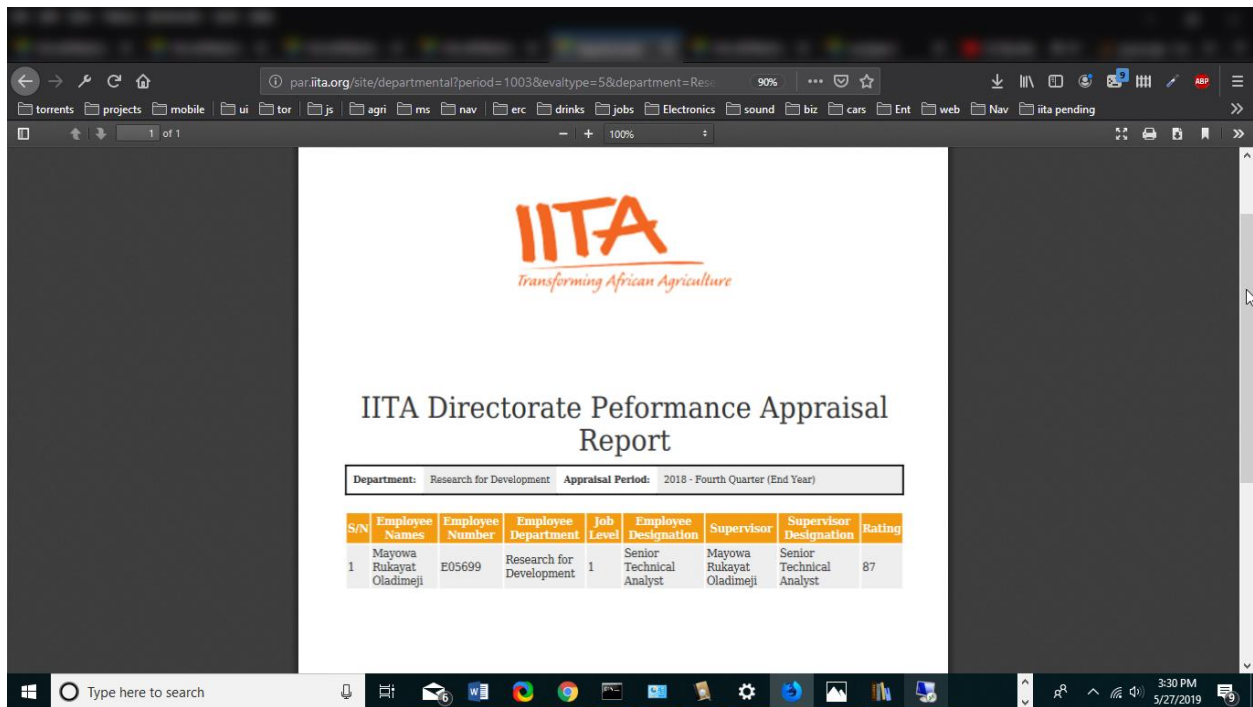 par.iita.org/site/departmental?period=1003&evaltype=5&department=Rese
90%
9
ABP
torrents projects mobile ui tor js agri ms nav erc drinks jobs Electronics sound biz cars Ent web Nav iita pending
1 of 1
100%
IITA
Transforming African Agriculture
IITA Directorate Peformance Appraisal
Report
Department: Research for Development Appraisal Period: 2018 - Fourth Quarter (End Year)
S/N Employee Names Employee Number Employee Department Job Level Employee Designation Supervisor Supervisor Designation Rating
1 Mayowa Rukayat Oladimeji E05699 Research for Development 1 Senior Technical Analyst Mayowa Rukayat Oladimeji Senior Technical Analyst 87
Type here to search
6
3:30 PM
5/27/2019
9